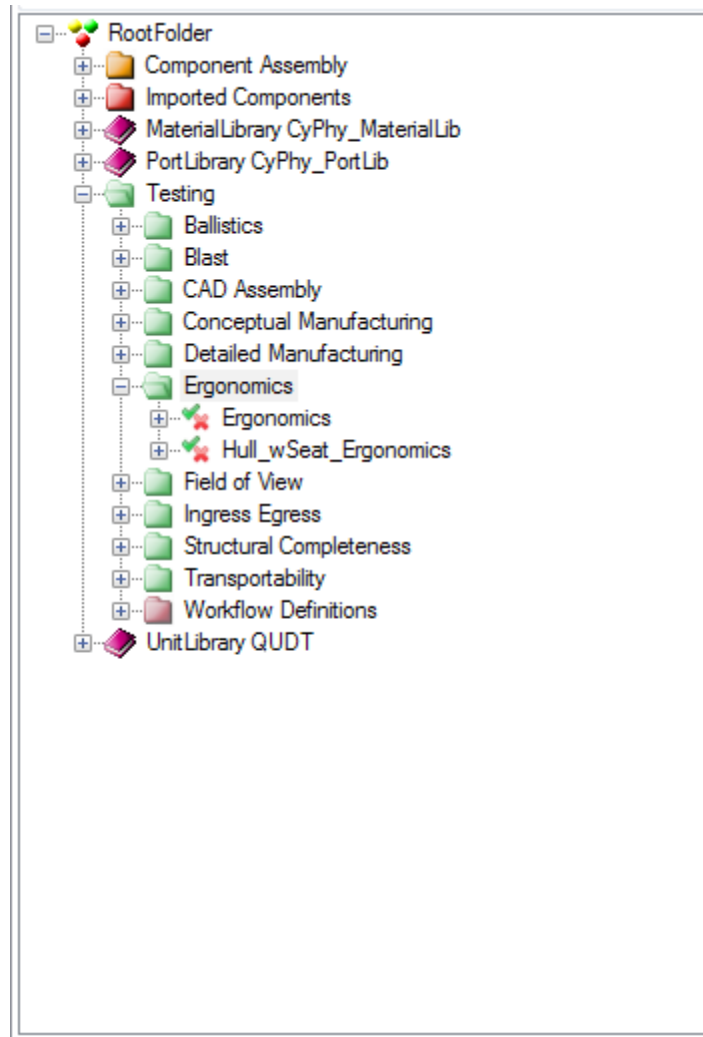 RootFolder
Component Assembly
Imported Components
MaterialLibrary CyPhy_MaterialLib
PortLibrary CyPhy_PortLib
Testing
Ballistics
Blast
CAD Assembly
Conceptual Manufacturing
Detailed Manufacturing
Ergonomics
Ergonomics
Hull_wSeat_Ergonomics
Field of View
Ingress Egress
Structural Completeness
Transportability
Workflow Definitions
UnitLibrary QUDT